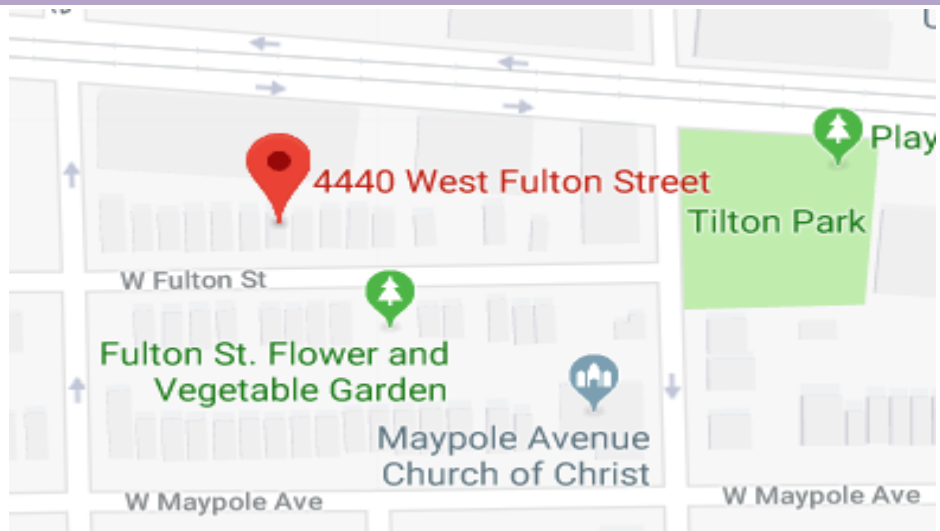 Play
4440 West Fulton Street
Tilton Park
W Fulton St
Fulton St. Flower and
Vegetable Garden
Maypole Avenue
Church of Christ
W Maypole Ave
W Maypole Ave